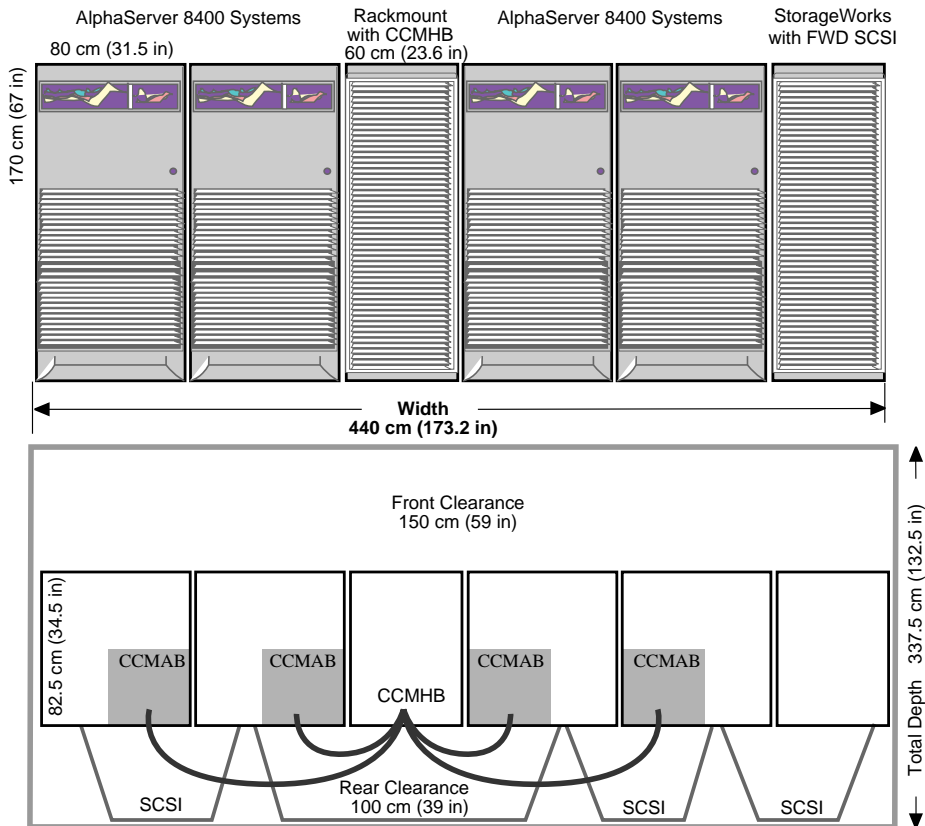 AlphaServer 8400 Systems
Rackmount
with CCMHB
60 cm (23.6 in)
AlphaServer 8400 Systems
StorageWorks
with FWD SCSI
80 cm (31.5 in)
170 cm (67 in)
Width
440 cm (173.2 in)
Front Clearance
150 cm (59 in)
82.5 cm (34.5 in)
CCMAB
CCMAB
CCMHB
CCMAB
CCMAB
Total Depth 337.5 cm (132.5 in)
Rear Clearance
100 cm (39 in)
SCSI
SCSI
SCSI